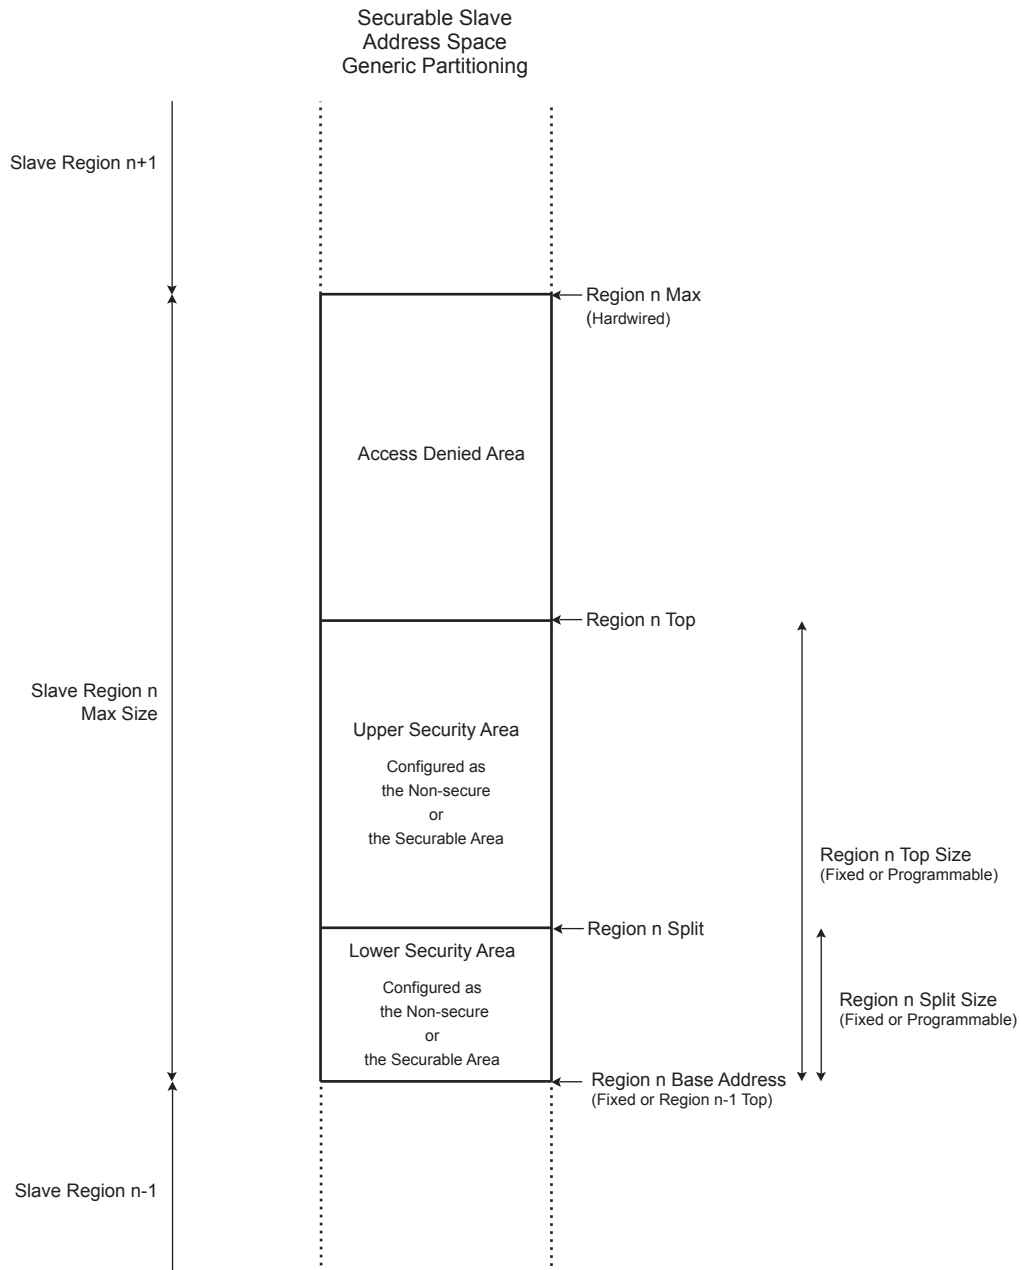 Securable Slave
Address Space
Generic Partitioning
Slave Region n+1
Region n Max
(Hardwired)
Access Denied Area
Region n Top
Slave Region n
Max Size
Upper Security Area
Configured as
the Non-secure
or
the Securable Area
Region n Top Size
(Fixed or Programmable)
Region n Split
Lower Security Area
Configured as
the Non-secure
or
the Securable Area
Region n Split Size
(Fixed or Programmable)
Region n Base Address
(Fixed or Region n-1 Top)
Slave Region n-1